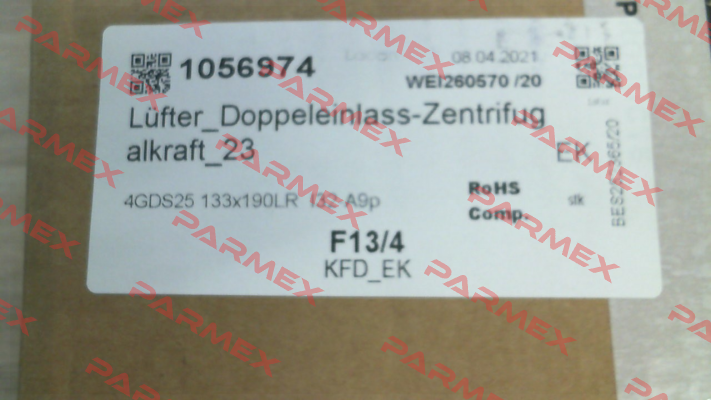 08.04.2021
1056974
WEI260570 /20
Lüfter_Doppeleinlass-Zentrifug
alkraft_23
EK
4GDS25 133x190LR
RoHS
Comp.
stk
F13/4
KFD_EK
P
PARMEX